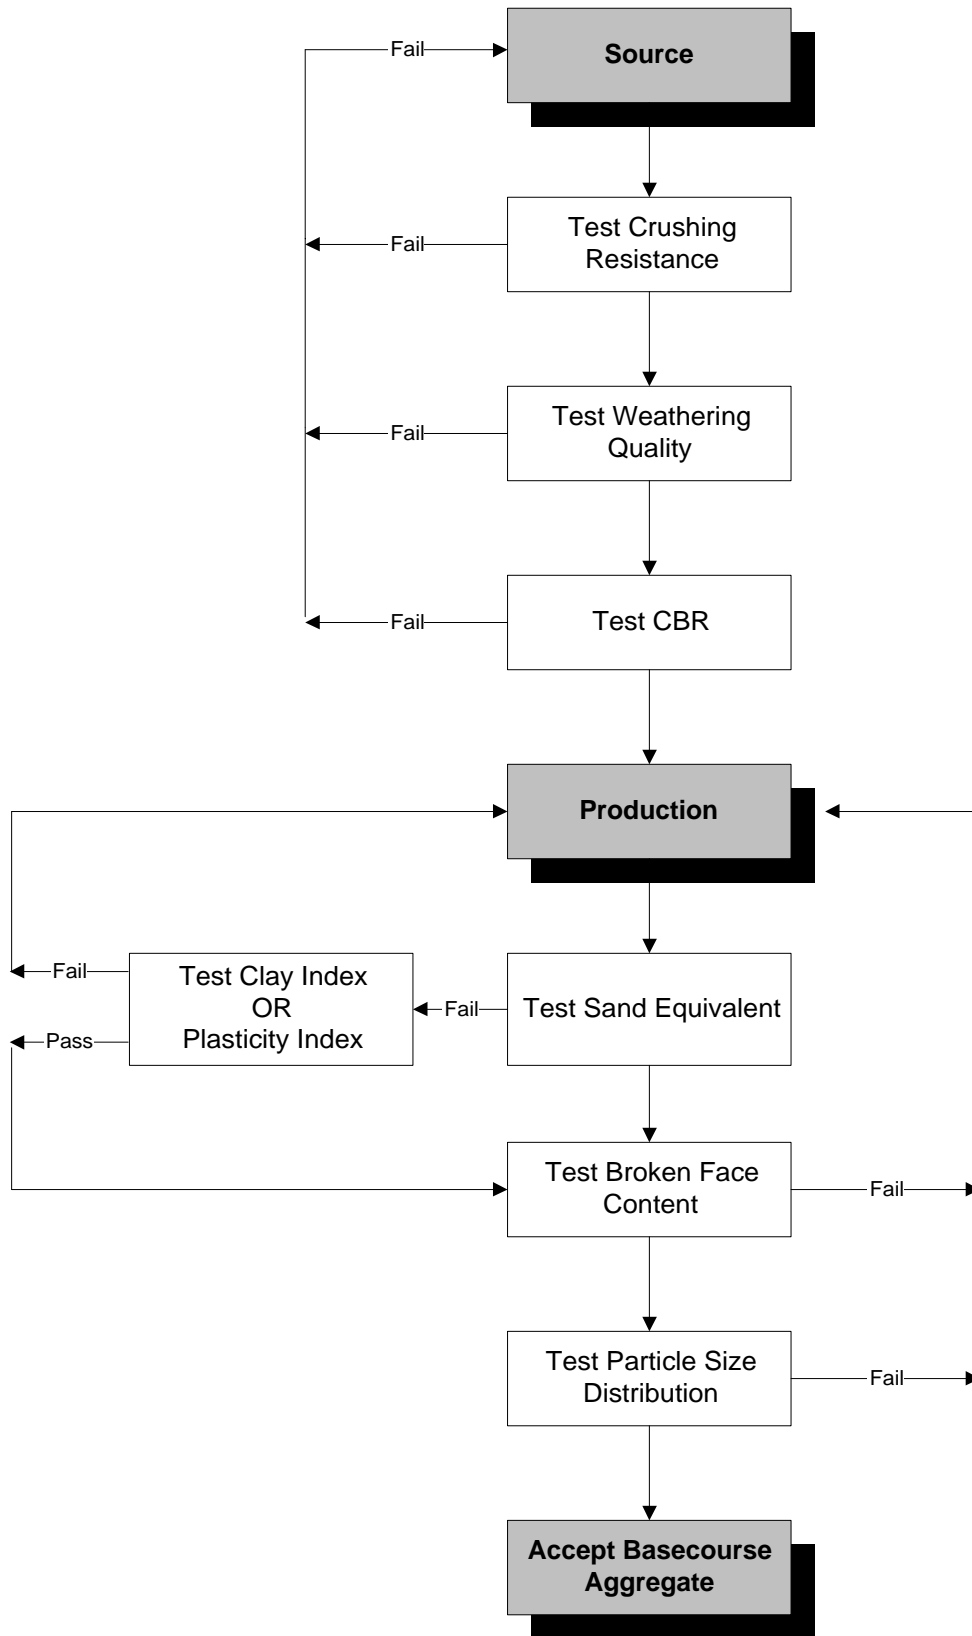 Fail
Source
Test Crushing
Resistance
Fail
Test Weathering
Quality
Fail
Test CBR
Fail
Production
Test Clay Index
OR
Plasticity Index
Fail
Pass
Fail
Test Sand Equivalent
Test Broken Face
Content
Fail
Test Particle Size
Distribution
Fail
Accept Basecourse
Aggregate